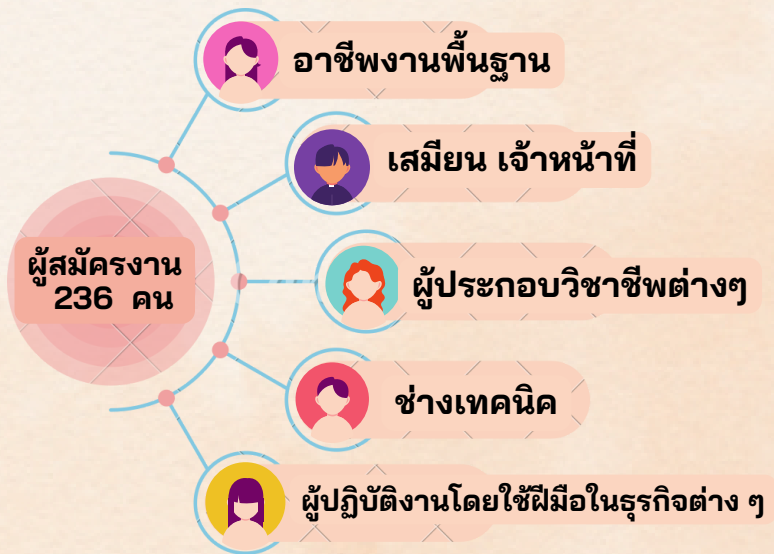 อาชีพงานพื้นฐาน
เสมียน เจ้าหน้าที่
ผู้สมัครงาน
236 คน
ผู้ประกอบวิชาชีพต่างๆ
ช่างเทคนิค
ผู้ปฏิบัติงานโดยใช้ฝีมือในธุรกิจต่าง ๆ